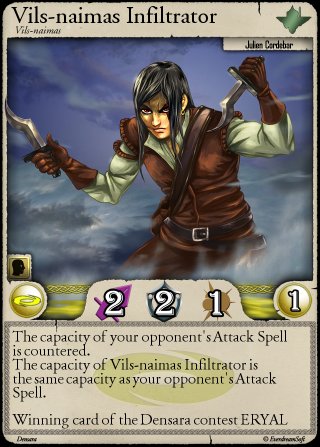 Vils-naimas Infiltrator
Vils-naimas
Julien Cordebar
2 2 1 1
The capacity of your opponent's Attack Spell
is countered.
The capacity of Vils-naimas Infiltrator is
the same capacity as your opponent's Attack
Spell.
Winning card of the Densara contest ERYAL
Densara
© EverdreamSoft